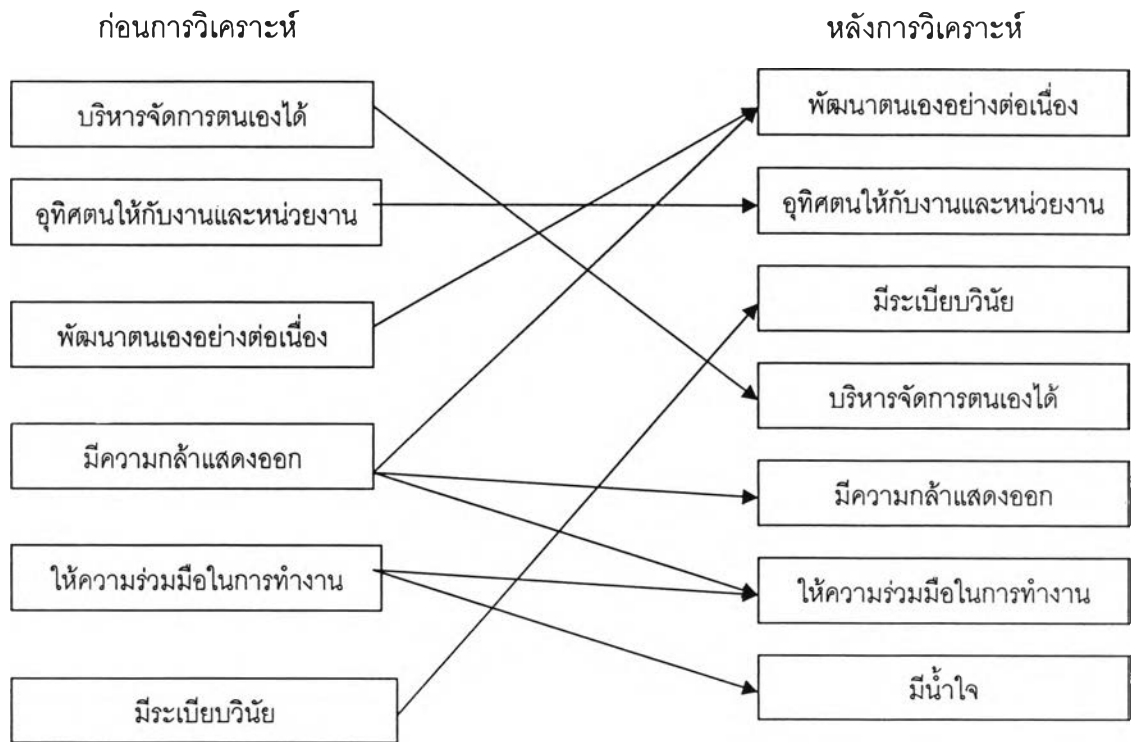 ก่อนการวิเคราะห์
หลังการวิเคราะห์
บริหารจัดการตนเองได้
อุทิศตนให้กับงานและหน่วยงาน
พัฒนาตนเองอย่างต่อเนื่อง
มีความกล้าแสดงออก
ให้ความร่วมมือในการทำงาน
มีระเบียบวินัย
พัฒนาตนเองอย่างต่อเนื่อง
อุทิศตนให้กับงานและหน่วยงาน
มีระเบียบวินัย
บริหารจัดการตนเองได้
มีความกล้าแสดงออก
ให้ความร่วมมือในการทำงาน
มีน้ำใจ